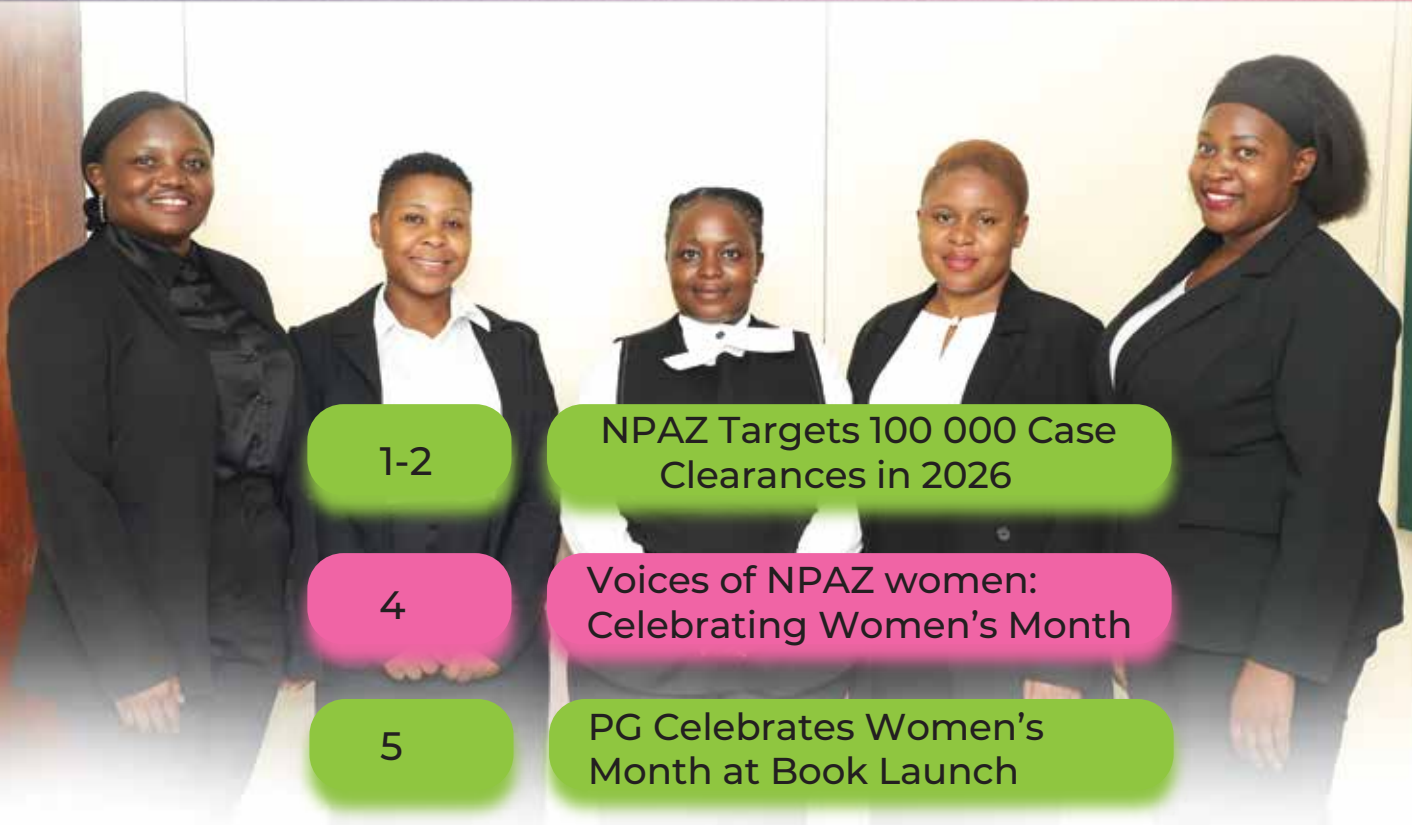 1-2
NPAZ Targets 100 000 Case
Clearances in 2026
4
Voices of NPAZ women:
Celebrating Women’s Month
5
PG Celebrates Women’s
Month at Book Launch